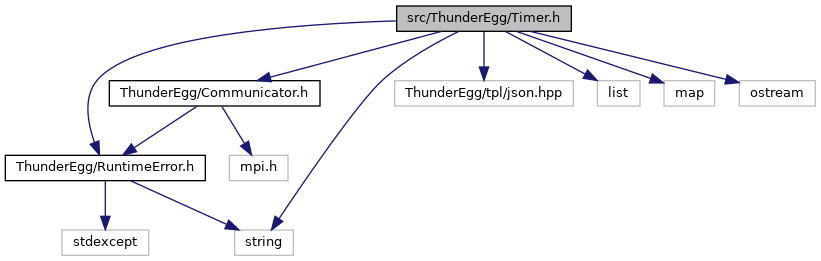 src/ThunderEgg/Timer.h
ThunderEgg/Communicator.h
ThunderEgg/tpl/json.hpp
list
map
ostream
ThunderEgg/RuntimeError.h
mpi.h
stdexcept
string